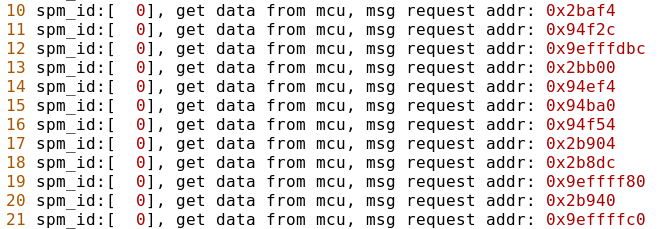 10 spm_id:[  0], get data from mcu, msg request addr: 0x2baf4
11 spm_id:[  0], get data from mcu, msg request addr: 0x94f2c
12 spm_id:[  0], get data from mcu, msg request addr: 0x9efffdbc
13 spm_id:[  0], get data from mcu, msg request addr: 0x2bb00
14 spm_id:[  0], get data from mcu, msg request addr: 0x94ef4
15 spm_id:[  0], get data from mcu, msg request addr: 0x94ba0
16 spm_id:[  0], get data from mcu, msg request addr: 0x94f54
17 spm_id:[  0], get data from mcu, msg request addr: 0x2b904
18 spm_id:[  0], get data from mcu, msg request addr: 0x2b8dc
19 spm_id:[  0], get data from mcu, msg request addr: 0x9effff80
20 spm_id:[  0], get data from mcu, msg request addr: 0x2b940
21 spm_id:[  0], get data from mcu, msg request addr: 0x9effffc0